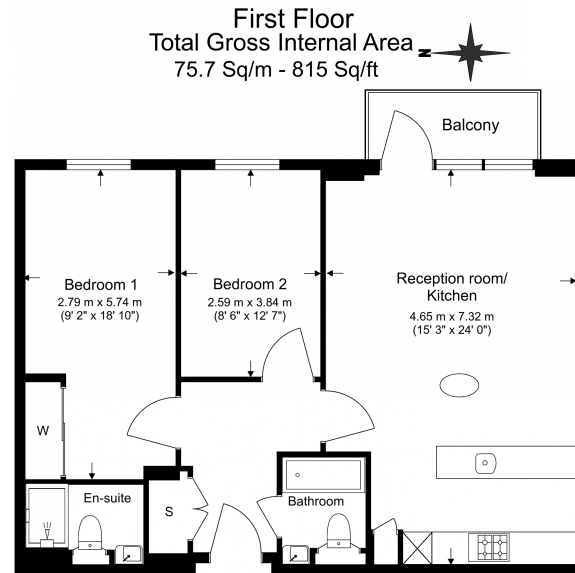 First Floor
Total Gross Internal Area
75.7 Sq/m - 815 Sq/ft
N
Balcony
Bedroom 1
2.79 m x 5.74 m
(9' 2" x 18' 10")
Bedroom 2
2.59 m x 3.84 m
(8' 6" x 12' 7")
Reception room/
Kitchen
4.65 m x 7.32 m
(15' 3" x 24' 0")
W
En-suite
S
Bathroom